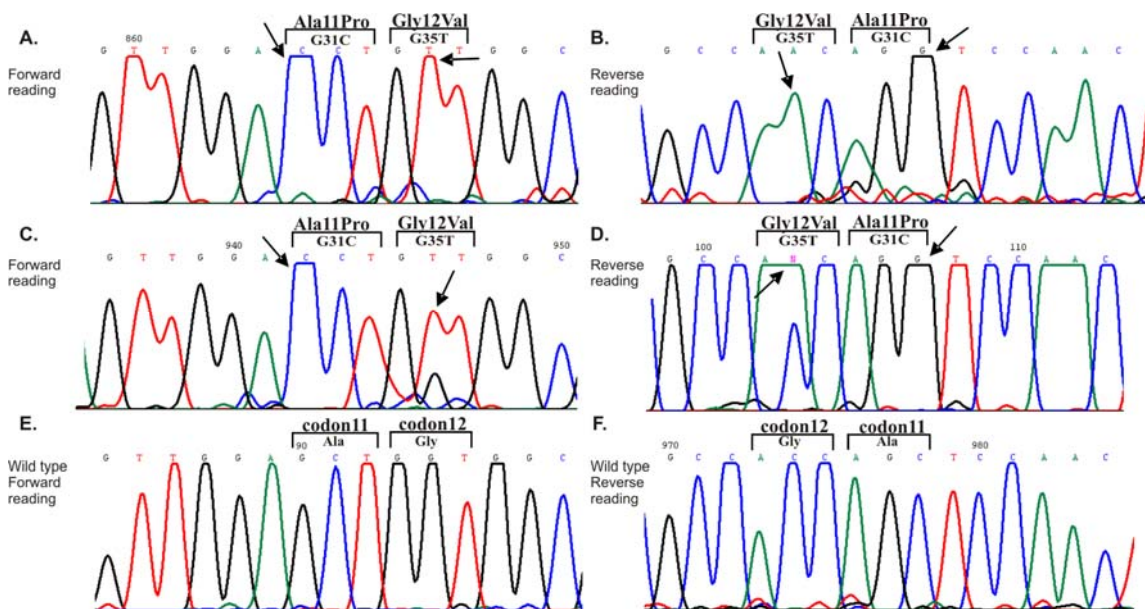 A.
Ala11Pro Gly12Val
G31C G35T
860
G T T G G A C C T G T T G G C
Forward
reading
B.
Gly12Val Ala11Pro
G35T G31C
G C C A A C A G G T C C A A C
Reverse
reading
C.
Ala11Pro Gly12Val
G31C G35T
940 950
G T T G G A C C T G T T G G C
Forward
reading
D.
Gly12Val Ala11Pro
G35T G31C
100 110
G C C A N C A G G T C C A A C
Reverse
reading
E.
codon11 codon12
Ala Gly
90
G T T G G A G C T G G T G G C
Wild type
Forward
reading
F.
codon12 codon11
Gly Ala
970 980
G C C A C C A G C T C C A A C
Wild type
Reverse
reading